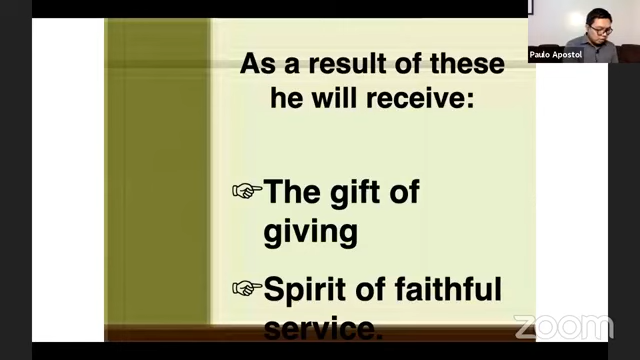 As a result of these
he will receive:
The gift of
giving
Spirit of faithful
service.
Paulo Apostol
zoom